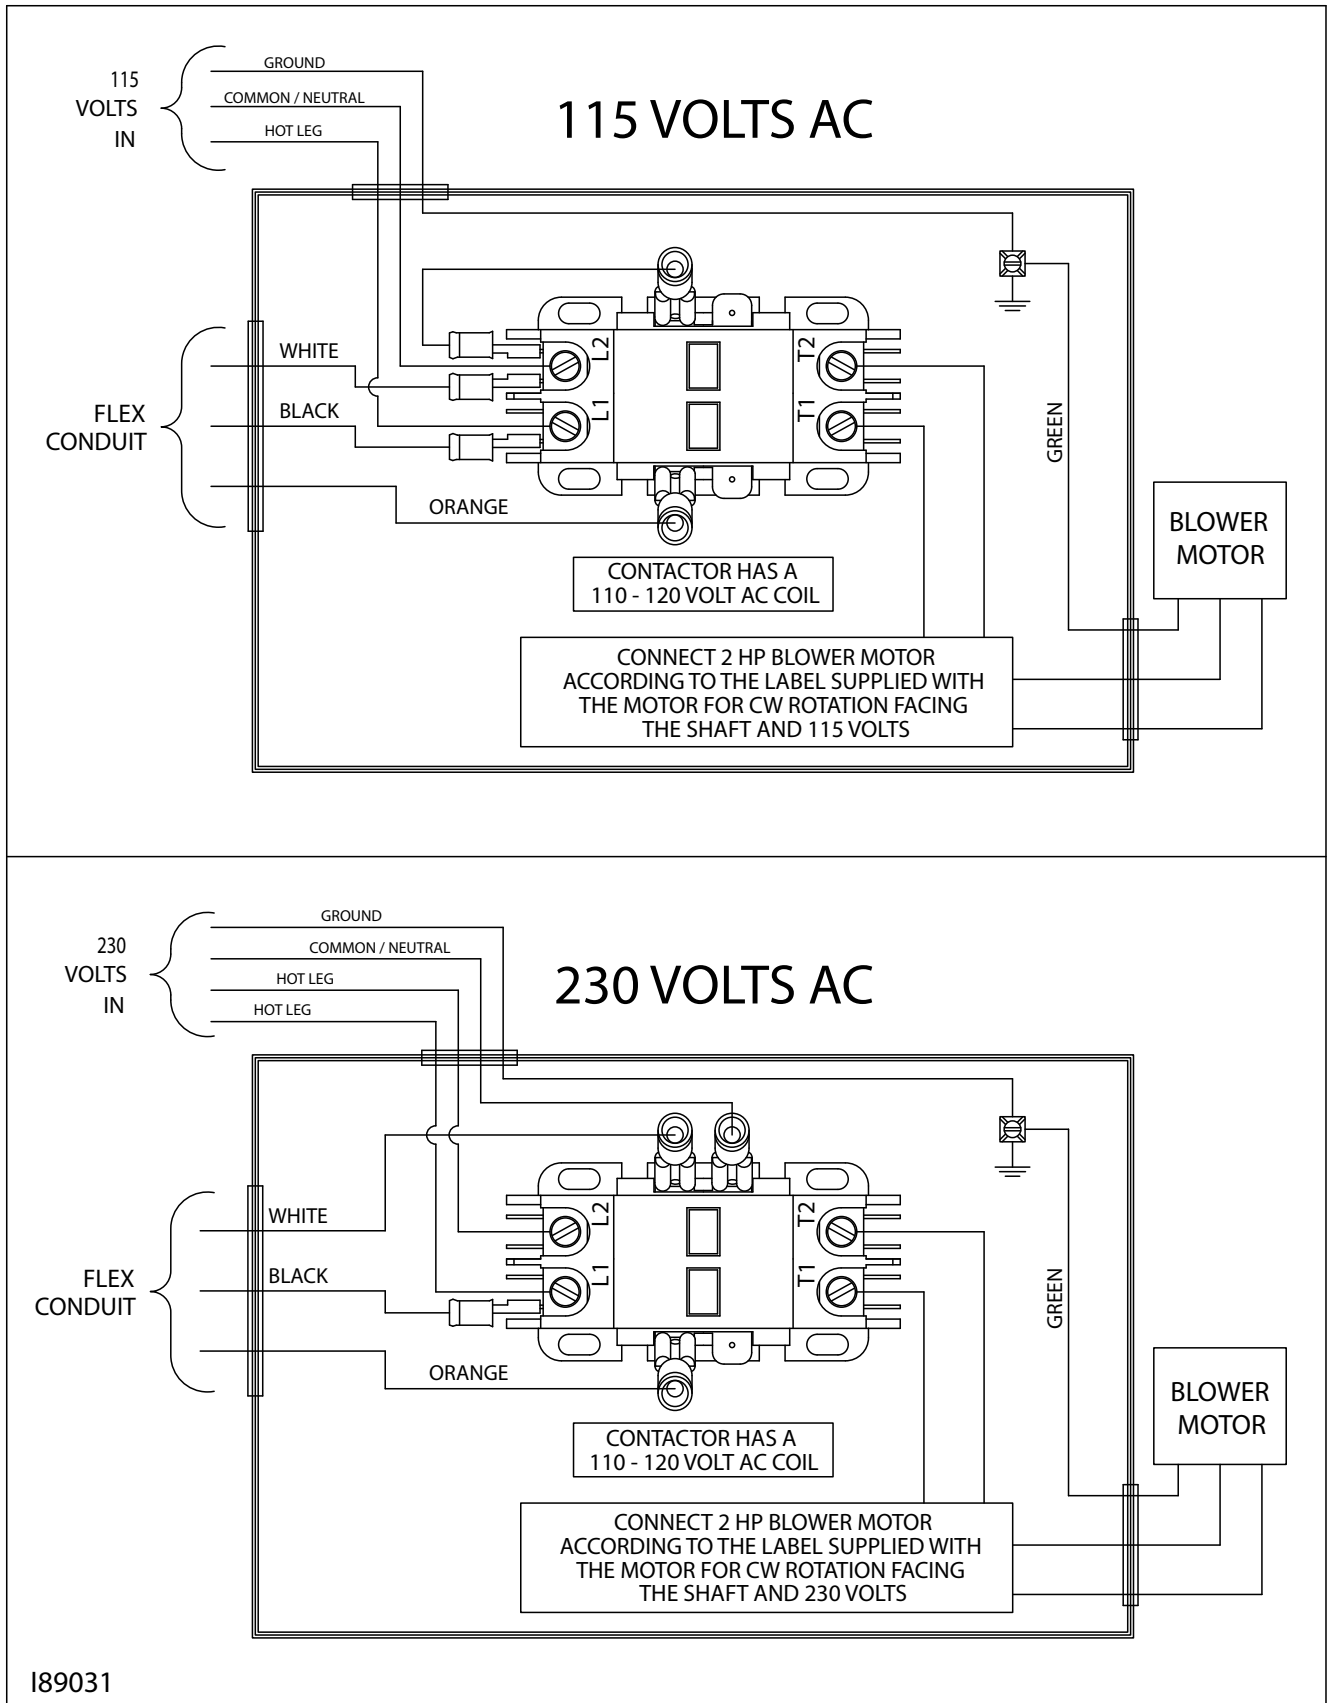 115
VOLTS
IN
GROUND
COMMON / NEUTRAL
HOT LEG
115 VOLTS AC
FLEX
CONDUIT
WHITE
BLACK
ORANGE
L2
L1
T2
T1
GREEN
BLOWER
MOTOR
CONTACTOR HAS A
110 - 120 VOLT AC COIL
CONNECT 2 HP BLOWER MOTOR
ACCORDING TO THE LABEL SUPPLIED WITH
THE MOTOR FOR CW ROTATION FACING
THE SHAFT AND 115 VOLTS
230
VOLTS
IN
GROUND
COMMON / NEUTRAL
HOT LEG
HOT LEG
230 VOLTS AC
FLEX
CONDUIT
WHITE
BLACK
ORANGE
L2
L1
T2
T1
GREEN
BLOWER
MOTOR
CONTACTOR HAS A
110 - 120 VOLT AC COIL
CONNECT 2 HP BLOWER MOTOR
ACCORDING TO THE LABEL SUPPLIED WITH
THE MOTOR FOR CW ROTATION FACING
THE SHAFT AND 230 VOLTS
I89031